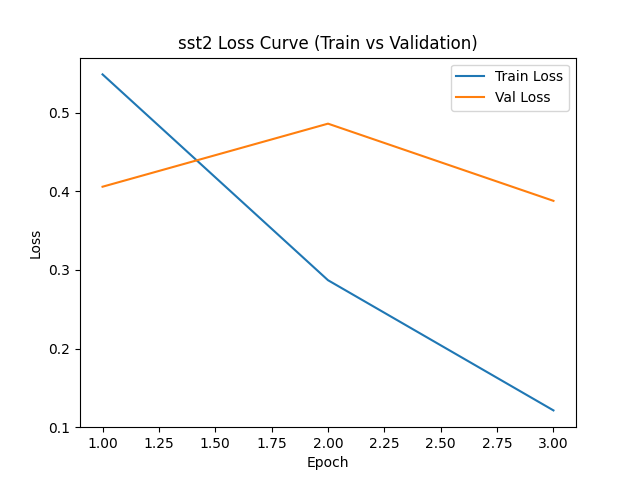 sst2 Loss Curve (Train vs Validation)
Train Loss
Val Loss
0.5
0.4
0.3
0.2
0.1
Loss
1.00 1.25 1.50 1.75 2.00 2.25 2.50 2.75 3.00
Epoch